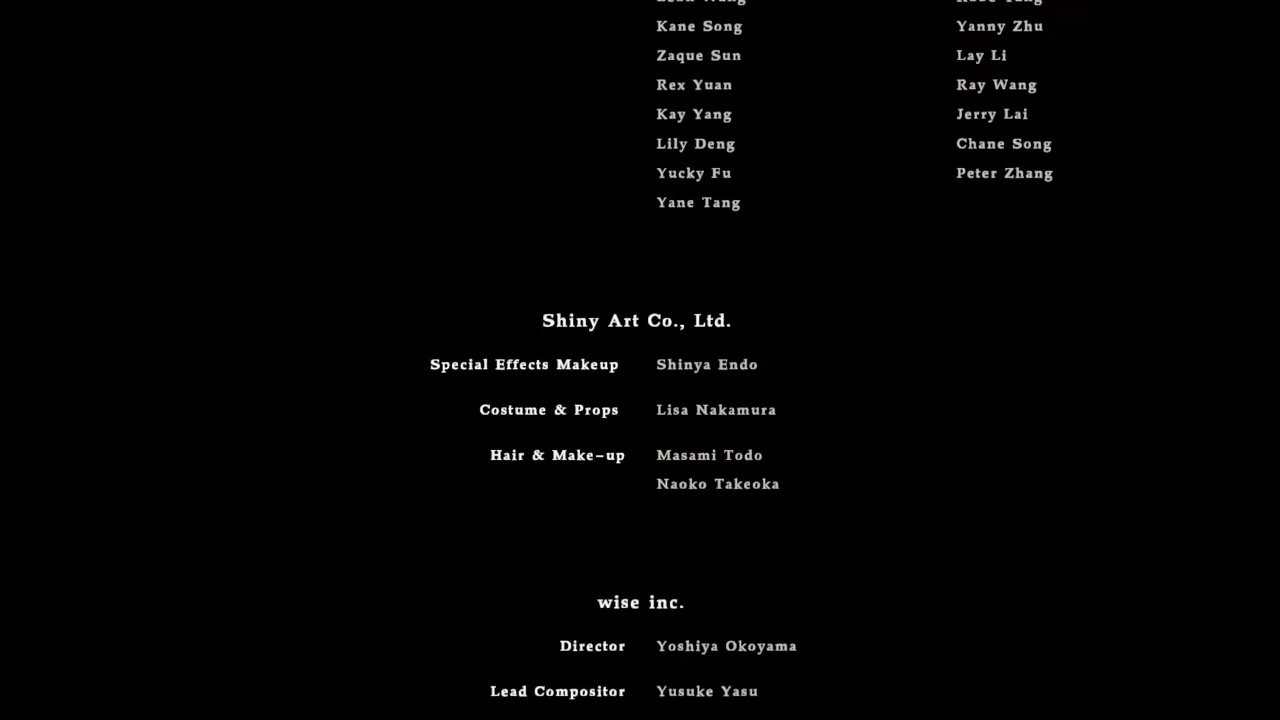 Kane Song Yanny Zhu
Zaque Sun Lay Li
Rex Yuan Ray Wang
Kay Yang Jerry Lai
Lily Deng Chane Song
Yucky Fu Peter Zhang
Yane Tang
Shiny Art Co., Ltd.
Special Effects Makeup Shinya Endo
Costume & Props Lisa Nakamura
Hair & Make-up Masami Todo
Naoko Takeoka
wise inc.
Director Yoshiya Okoyama
Lead Compositor Yusuke Yasu